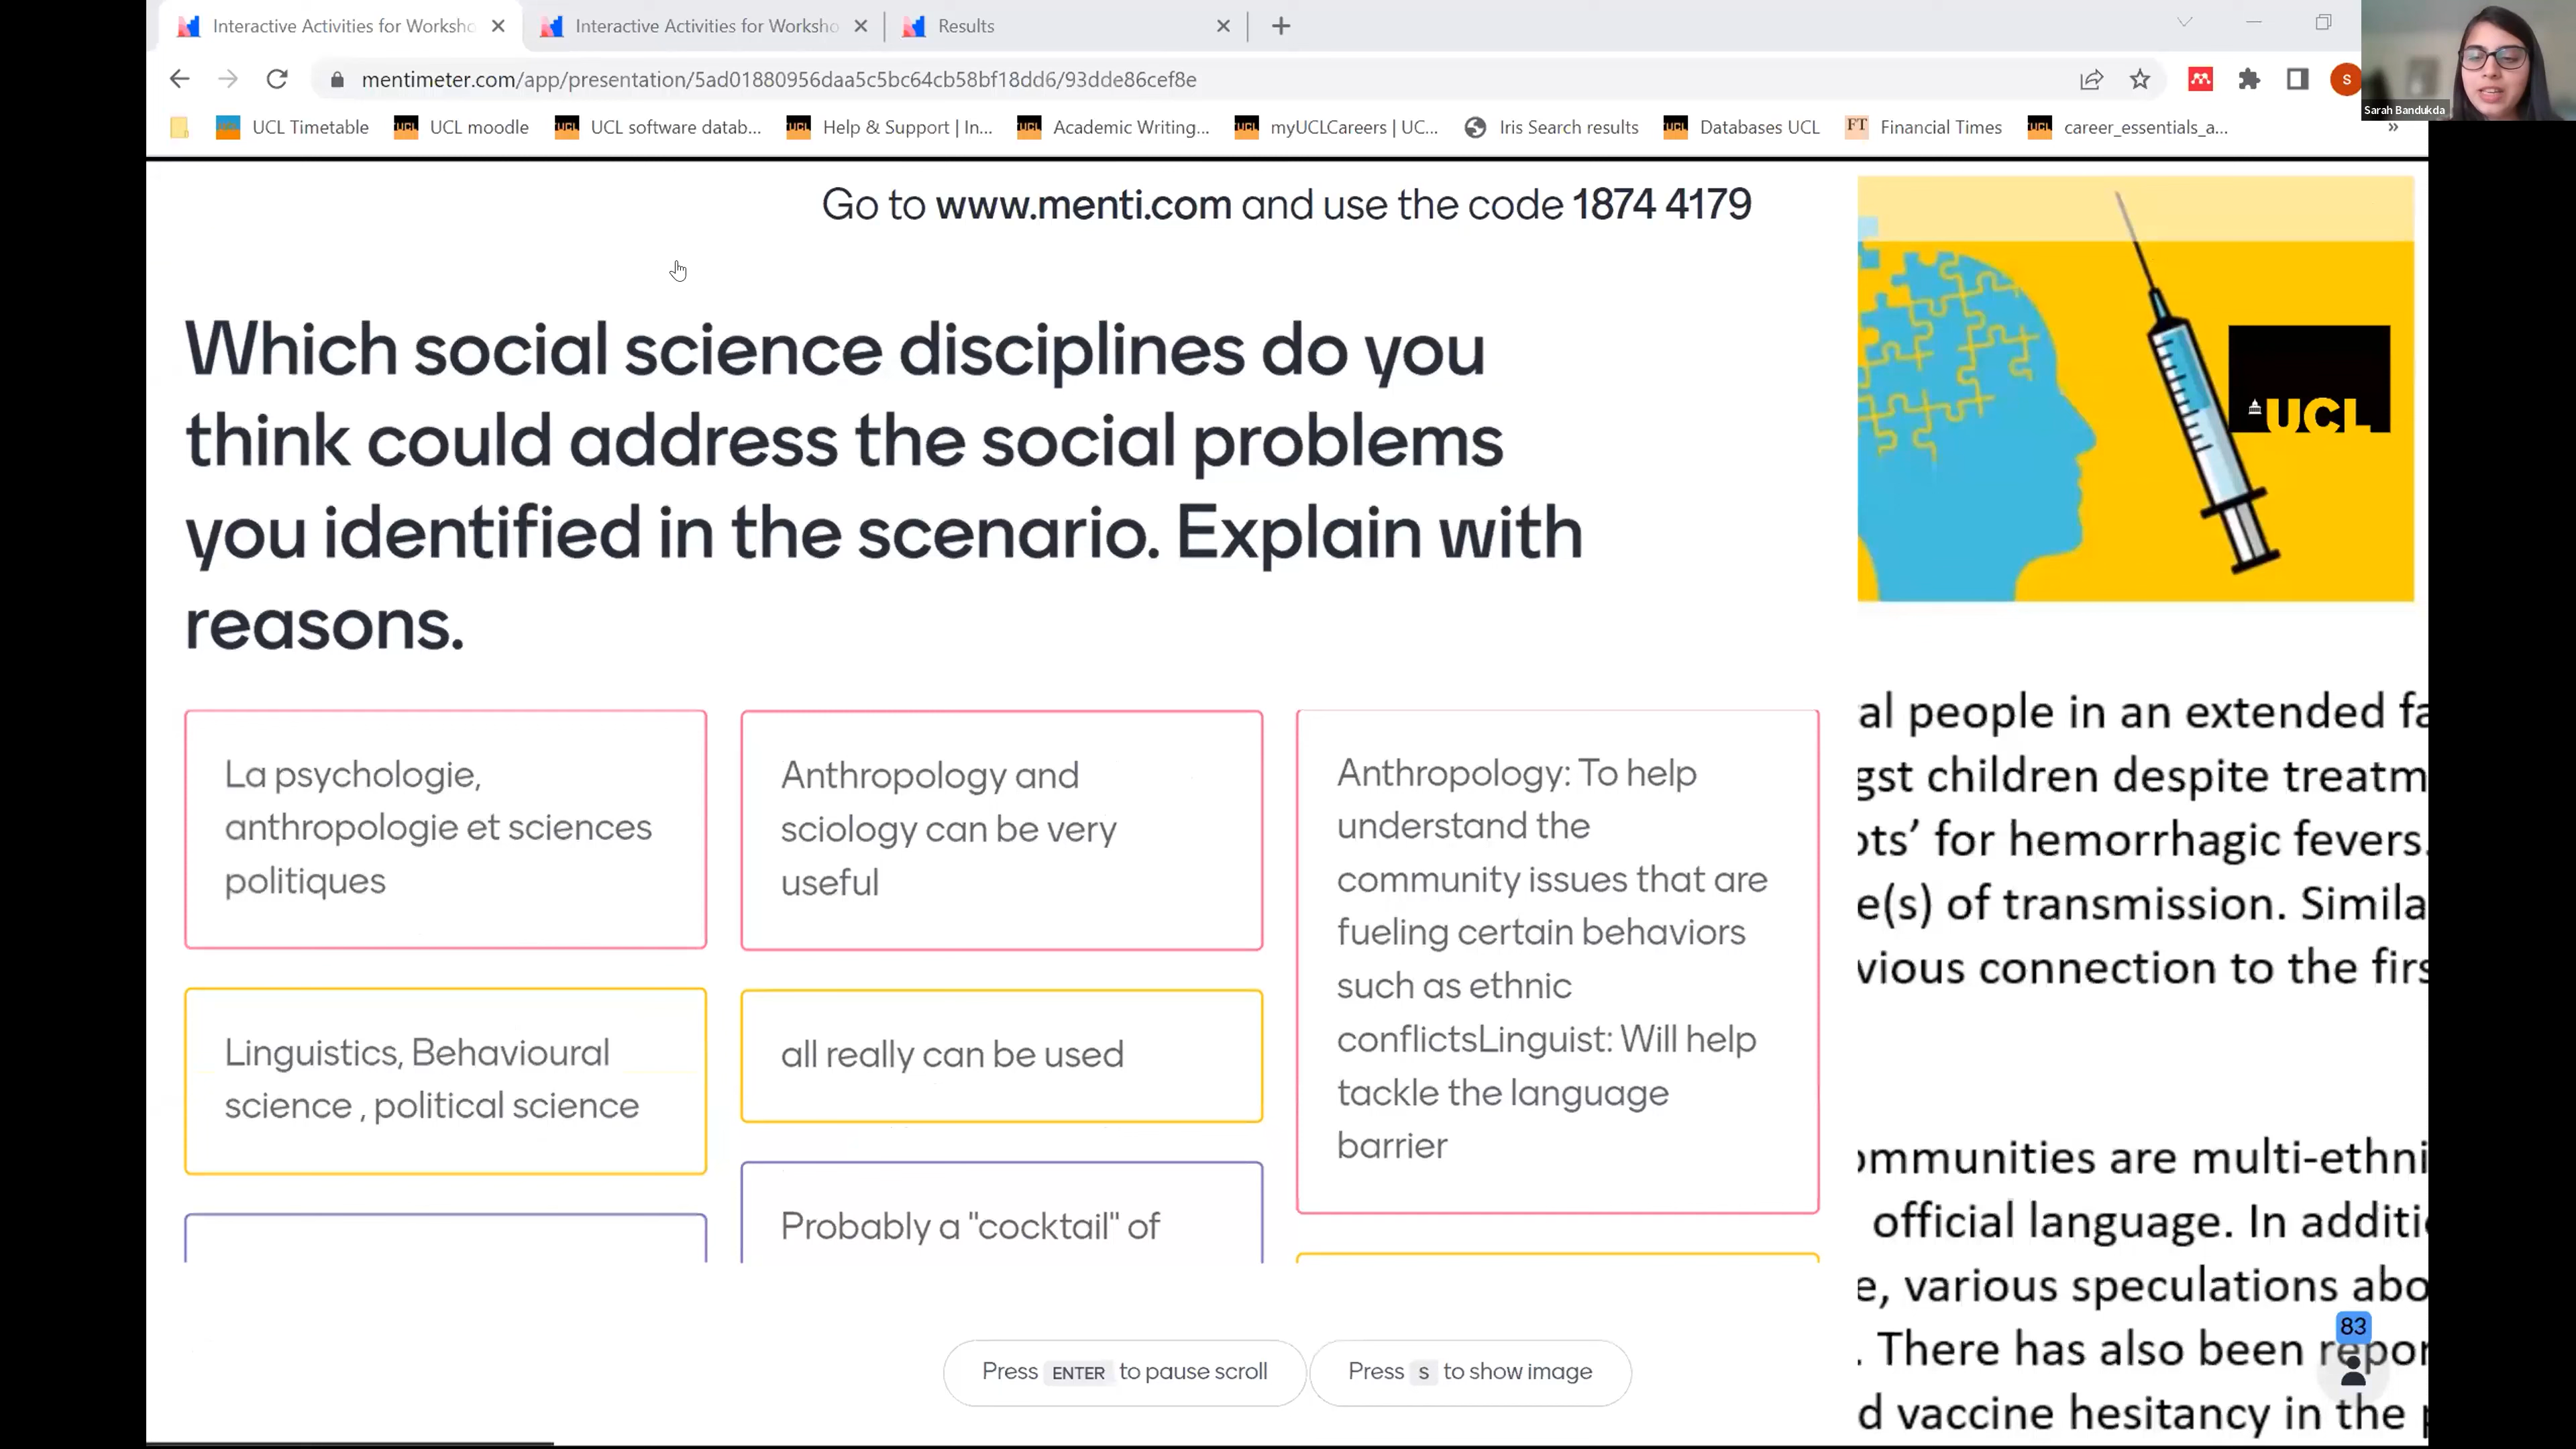 Interactive Activities for Worksho
Interactive Activities for Worksho
Results
mentimeter.com/app/presentation/5ad01880956daa5c5bc64cb58bf18dd6/93dde86cef8e
S
Sarah Bandukda
UCL Timetable
UCL moodle
UCL software datab...
Help & Support | In...
Academic Writing...
myUCLCareers | UC...
Iris Search results
Databases UCL
FT
Financial Times
career_essentials_a...
»
Go to www.menti.com and use the code 1874 4179
UCL
Which social science disciplines do you
think could address the social problems
you identified in the scenario. Explain with
reasons.
La psychologie,
anthropologie et sciences
politiques
Linguistics, Behavioural
science , political science
Anthropology and
sciology can be very
useful
all really can be used
Probably a "cocktail" of
Anthropology: To help
understand the
community issues that are
fueling certain behaviors
such as ethnic
conflictsLinguist: Will help
tackle the language
barrier
al people in an extended fa
gst children despite treatm
ots’ for hemorrhagic fevers.
e(s) of transmission. Simila
vious connection to the firs
ommunities are multi-ethni
official language. In additi
e, various speculations abo
. There has also been repor
d vaccine hesitancy in the p
83
Press ENTER to pause scroll
Press S to show image